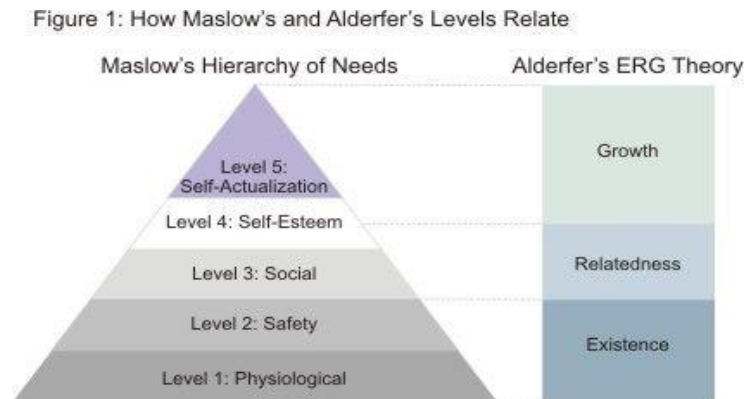 Figure 1: How Maslow's and Alderfer's Levels Relate
Maslow's Hierarchy of Needs
Alderfer's ERG Theory
Level 5:
Self-Actualization
Level 4: Self-Esteem
Level 3: Social
Level 2: Safety
Level 1: Physiological
Growth
Relatedness
Existence